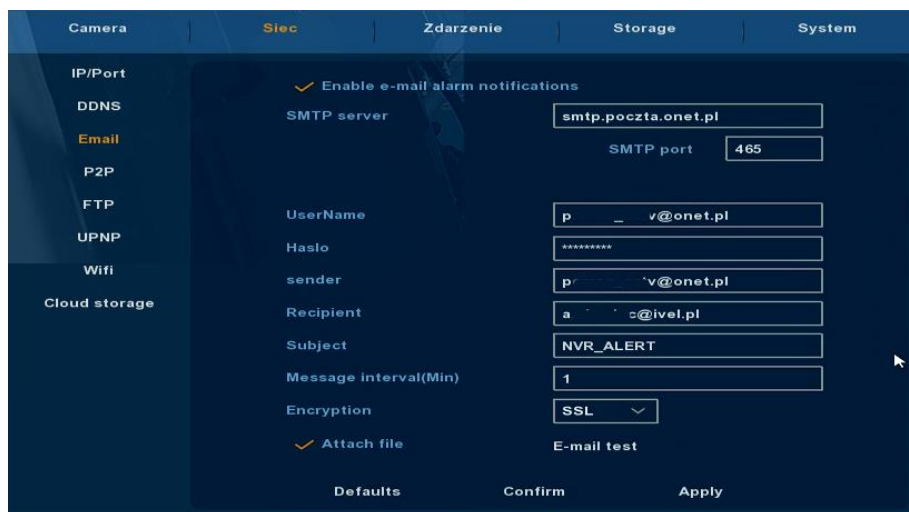 Camera Siec Zdarzenie Storage System
IP/Port
DDNS
Email
P2P
FTP
UPNP
Wifi
Cloud storage
Enable e-mail alarm notifications
SMTP server smtp.poczta.onet.pl
SMTP port 465
UserName p _ v@onet.pl
Haslo *********
sender p v@onet.pl
Recipient a c@ivel.pl
Subject NVR_ALERT
Message interval(Min) 1
Encryption SSL
Attach file E-mail test
Defaults Confirm Apply